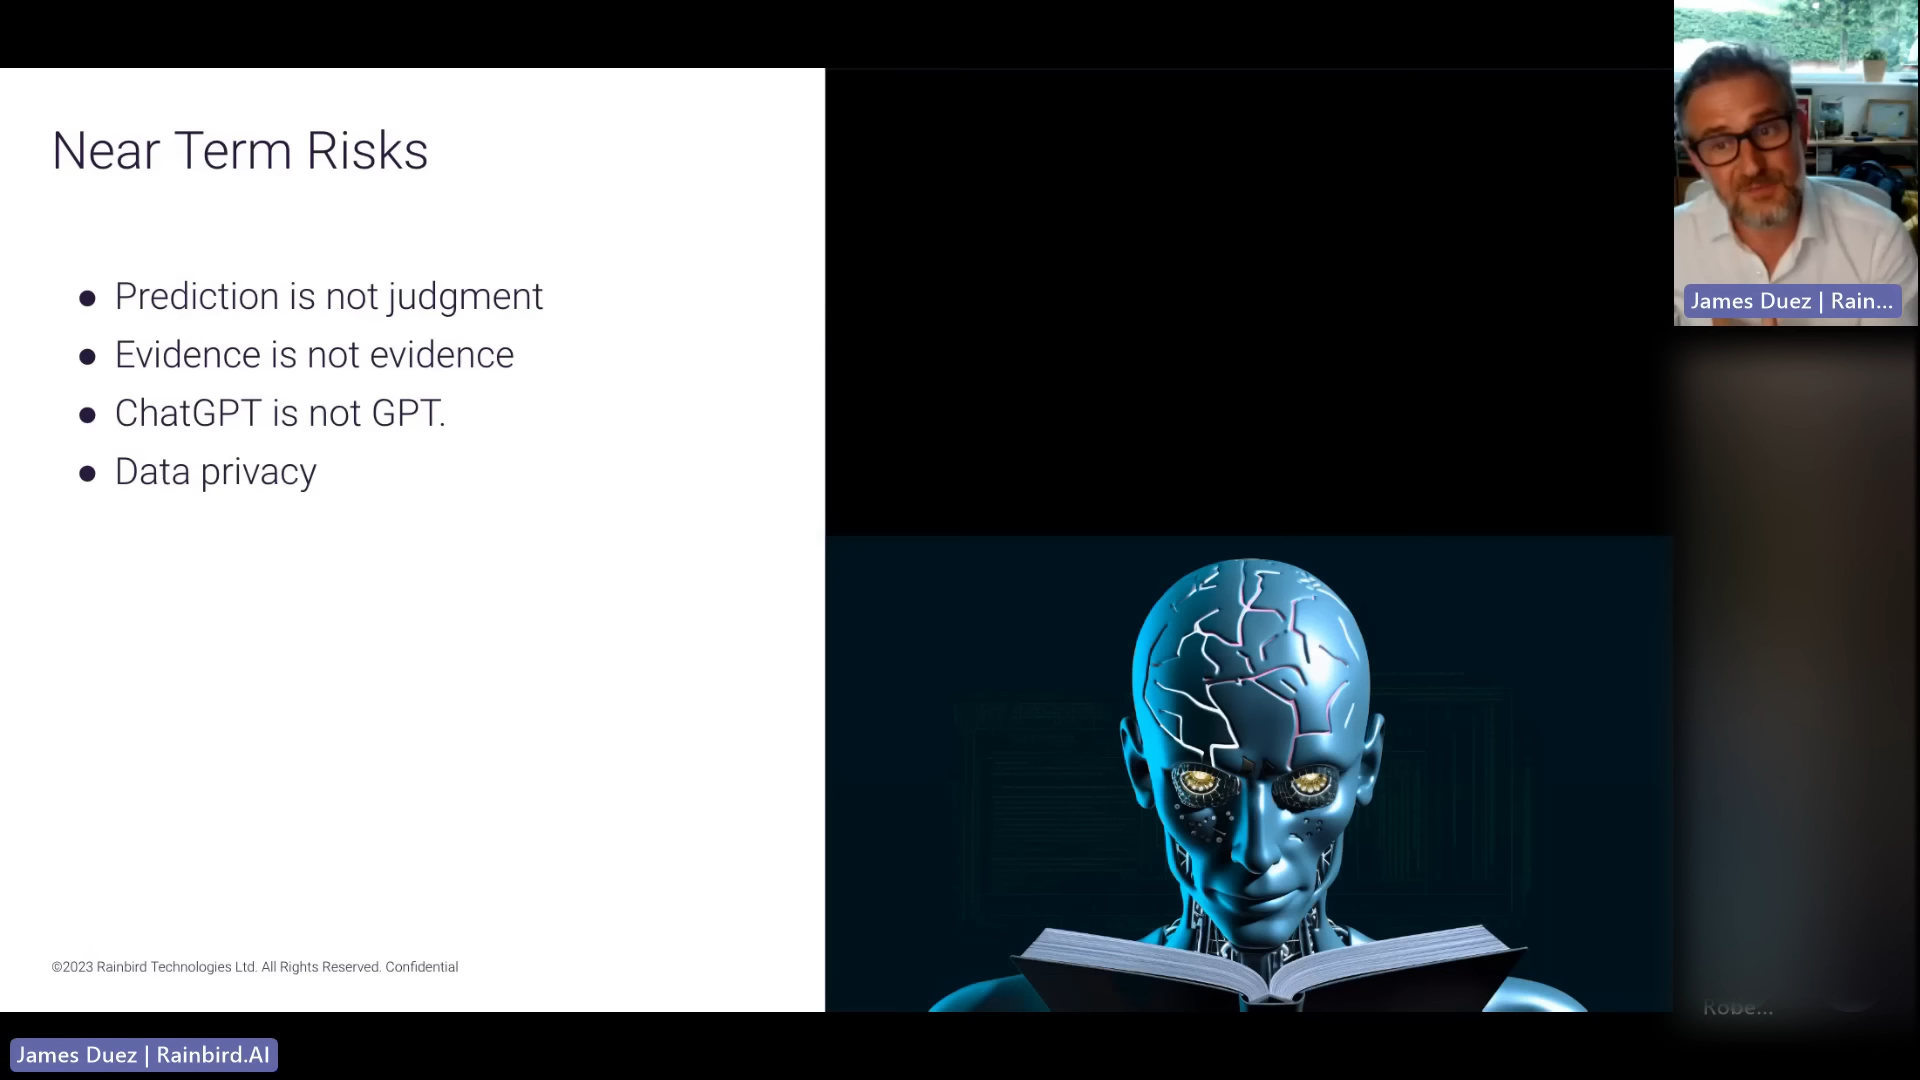 Near Term Risks
● Prediction is not judgment
● Evidence is not evidence
● ChatGPT is not GPT.
● Data privacy
©2023 Rainbird Technologies Ltd. All Rights Reserved. Confidential
James Duez | Rain...
Robe...
James Duez | Rainbird.AI